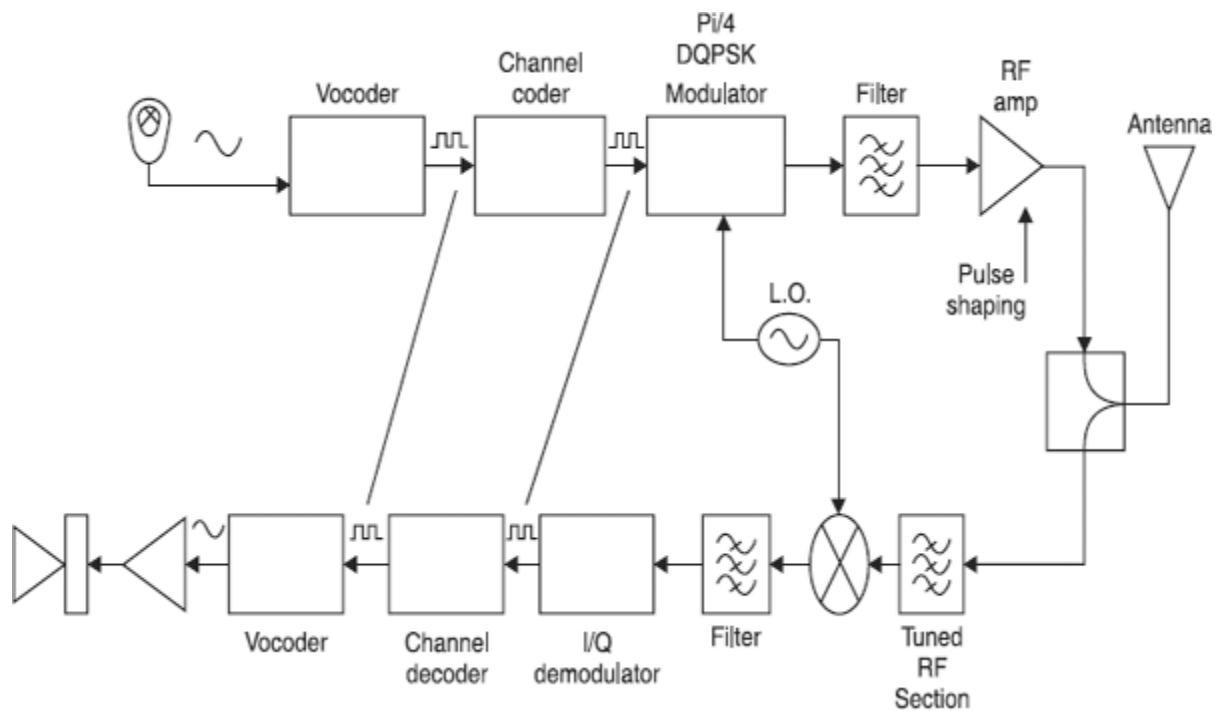 Pi/4
DQPSK
Modulator
Channel
coder
Vocoder
Filter
RF
amp
Antenna
Pulse
shaping
L.O.
Vocoder
Channel
decoder
I/Q
demodulator
Filter
Tuned
RF
Section